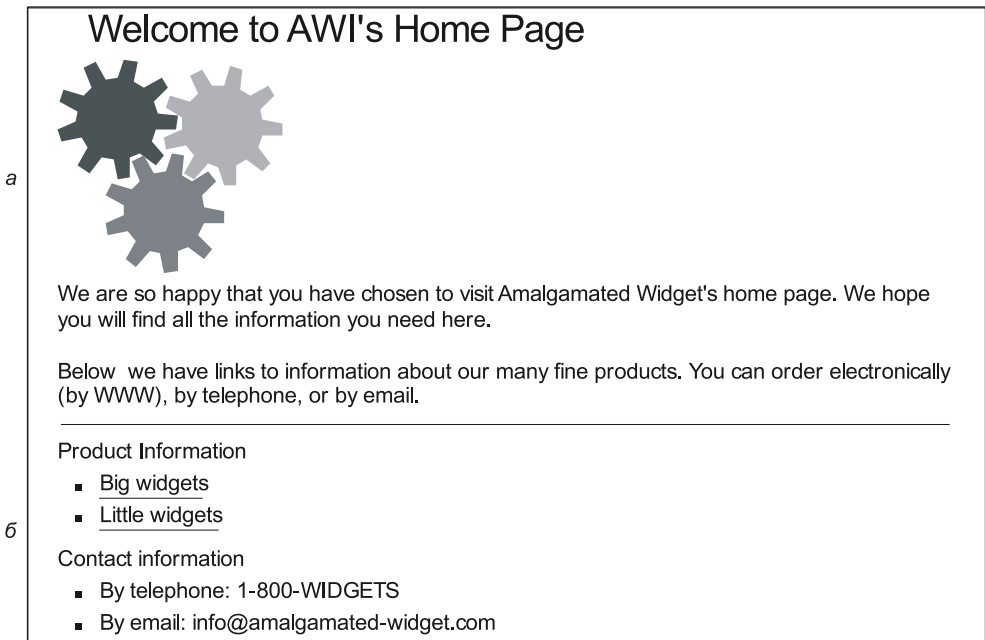 Welcome to AWI's Home Page
а
We are so happy that you have chosen to visit Amalgamated Widget's home page. We hope
you will find all the information you need here.
Below we have links to information about our many fine products. You can order electronically
(by WWW), by telephone, or by email.
Product Information
▪ Big widgets
▪ Little widgets
б
Contact information
▪ By telephone: 1-800-WIDGETS
▪ By email: info@amalgamated-widget.com